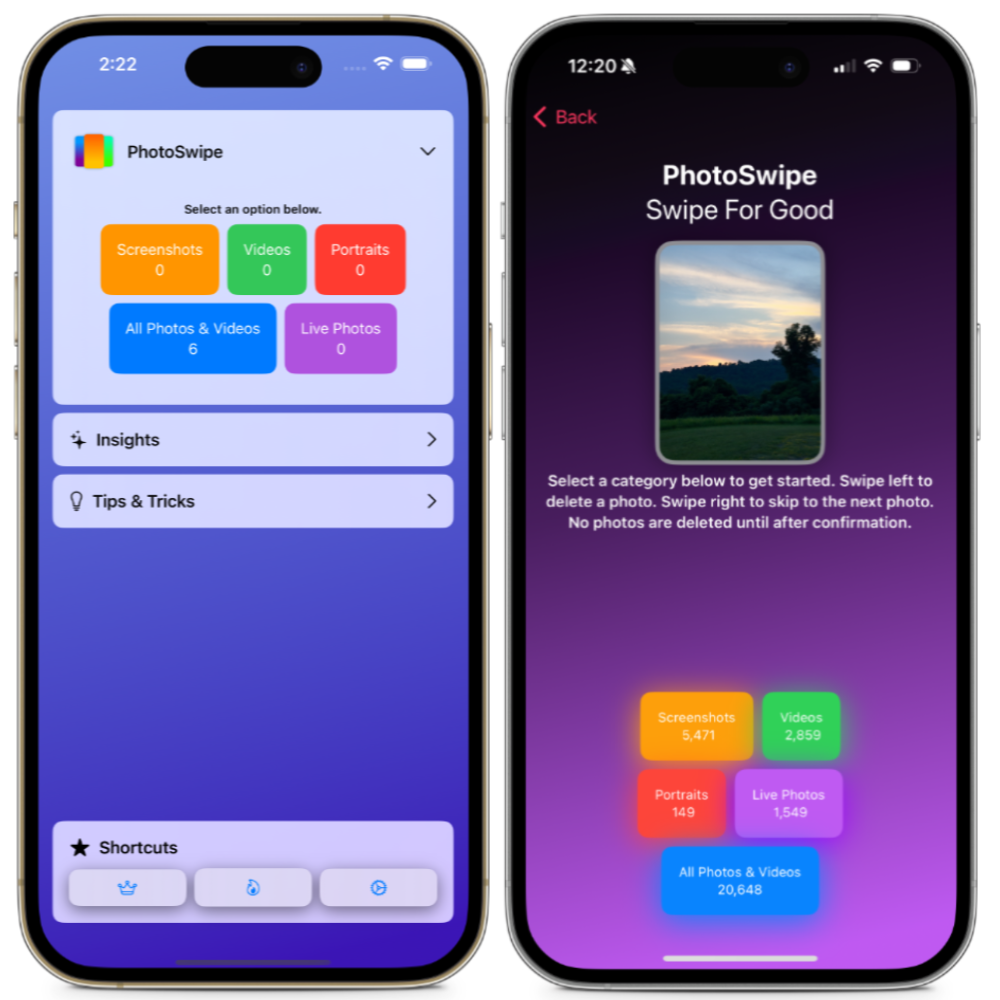 2:22
PhotoSwipe
Select an option below.
Screenshots
0
Videos
0
Portraits
0
All Photos & Videos
6
Live Photos
0
Insights
Tips & Tricks
Shortcuts
12:20
Back
PhotoSwipe
Swipe For Good
Select a category below to get started. Swipe left to
delete a photo. Swipe right to skip to the next photo.
No photos are deleted until after confirmation.
Screenshots
5,471
Videos
2,859
Portraits
149
Live Photos
1,549
All Photos & Videos
20,648